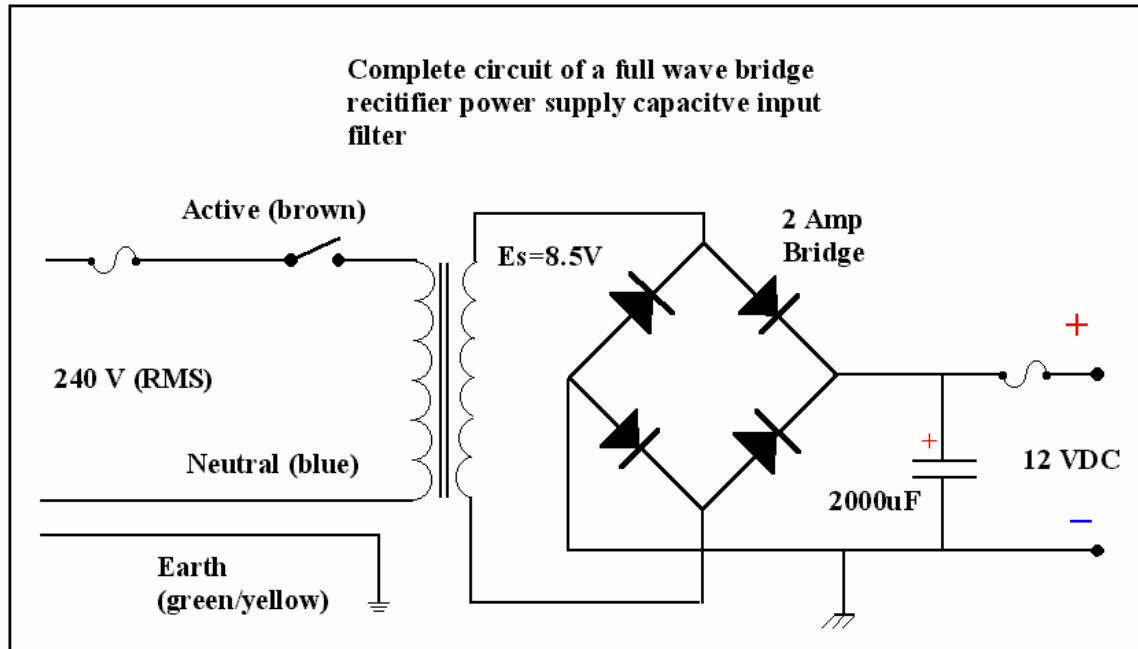 Complete circuit of a full wave bridge
recitifier power supply capacitve input
filter
Active (brown)
2 Amp
Bridge
Es=8.5V
+
240 V (RMS)
+
Neutral (blue)
12 VDC
2000uF
−
Earth
(green/yellow)